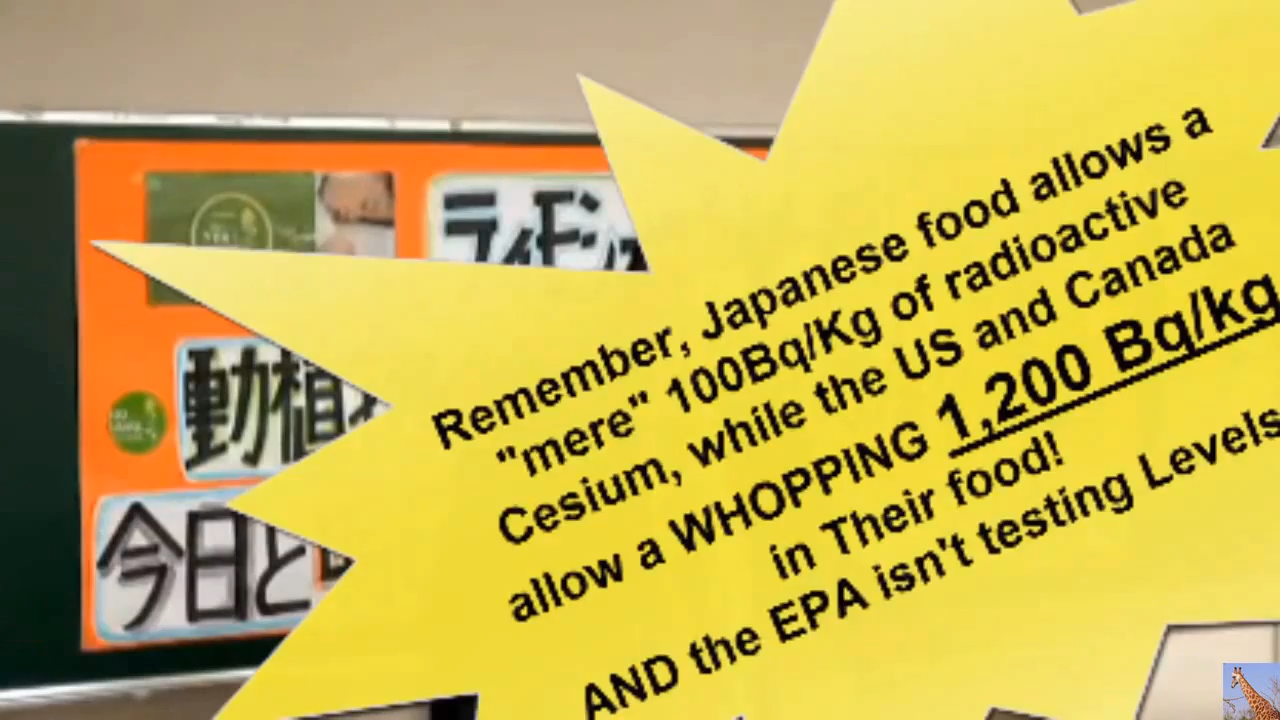 Remember, Japanese food allows a
"mere" 100Bq/Kg of radioactive
Cesium, while the US and Canada
allow a WHOPPING 1,200 Bq/kg
in Their food!
AND the EPA isn't testing Levels
動植
今日と